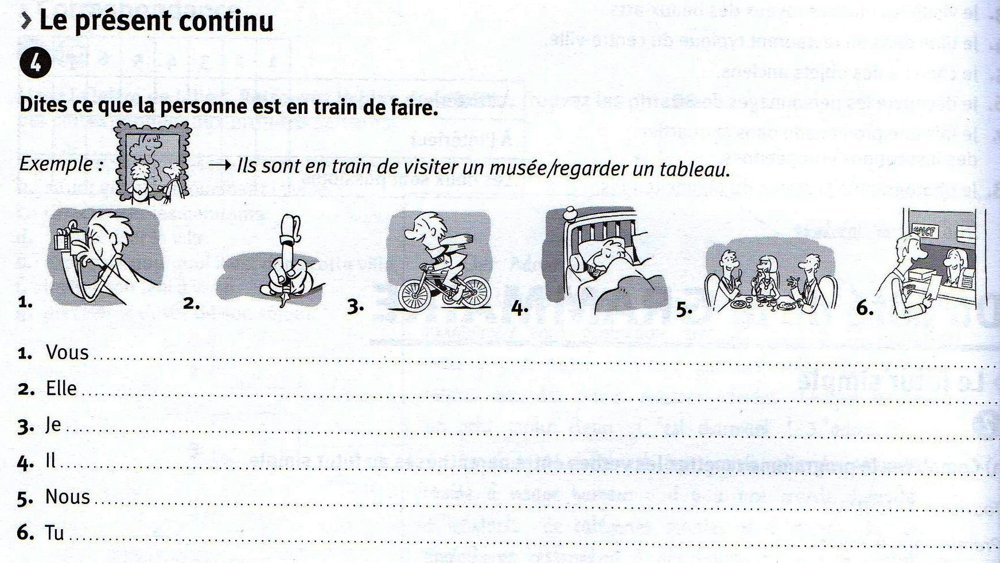 › Le présent continu
4
Dites ce que la personne est en train de faire.
Exemple : → Ils sont en train de visiter un musée/regarder un tableau.
SNCF
1. 2. 3. 4. 5. 6.
1. Vous
2. Elle
3. Je
4. Il
5. Nous
6. Tu